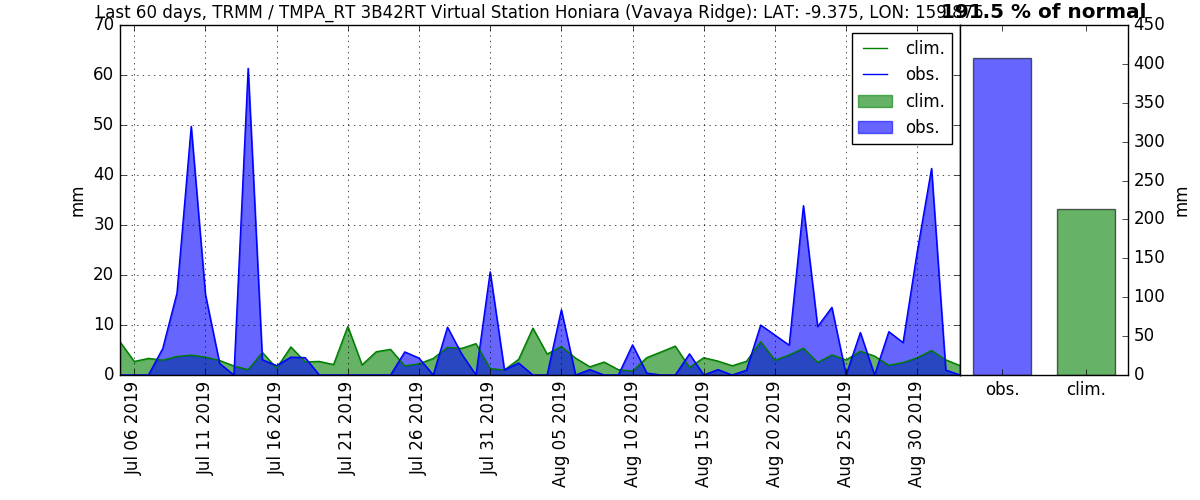 Last 60 days, TRMM / TMPA_RT 3B42RT Virtual Station Honiara (Vavaya Ridge): LAT: -9.375, LON: 159.875
191.5 % of normal
70
60
50
40
30
20
10
0
mm
clim.
obs.
clim.
obs.
Jul 06 2019
Jul 11 2019
Jul 16 2019
Jul 21 2019
Jul 26 2019
Jul 31 2019
Aug 05 2019
Aug 10 2019
Aug 15 2019
Aug 20 2019
Aug 25 2019
Aug 30 2019
450
400
350
300
250
200
150
100
50
0
mm
obs.
clim.